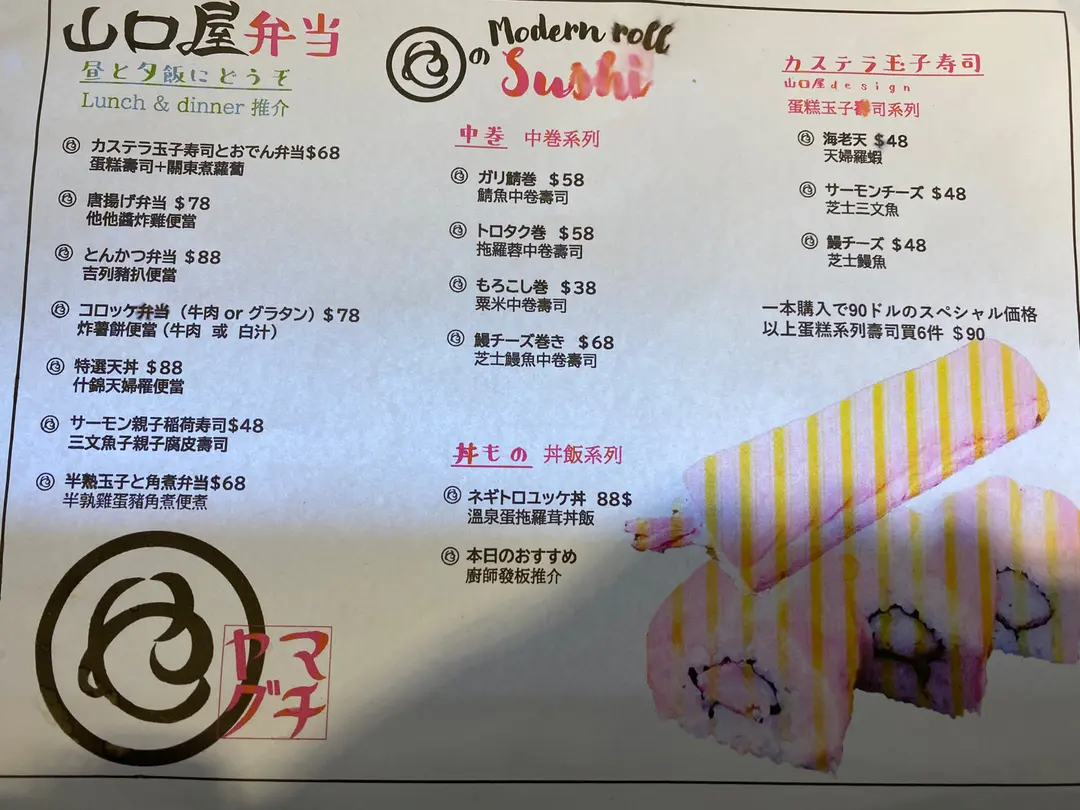 山口屋弁当
昼と夕飯にどうぞ
Lunch & dinner 推介
カステラ玉子寿司とおでん弁当$68
蛋糕壽司+關東煮蘿蔔
唐揚げ弁当 $78
他他醬炸雞便當
とんかつ弁当 $88
吉列豬扒便當
コロッケ弁当（牛肉 or グラタン）$78
炸薯餅便當（牛肉 或 白汁）
特選天丼 $88
什錦天婦羅便當
サーモン親子稲荷寿司$48
三文魚子親子腐皮壽司
半熟玉子と角煮弁当$68
半孰雞蛋豬角煮便煮
ヤマ
グチ
の Modern roll
Sushi
中巻 中巻系列
ガリ鯖巻 $58
鯖魚中卷壽司
トロタク巻 $58
拖羅蓉中卷壽司
もろこし巻 $38
粟米中卷壽司
鰻チーズ巻き $68
芝士鰻魚中卷壽司
丼もの 丼飯系列
ネギトロユッケ丼 88$
溫泉蛋拖羅茸丼飯
本日のおすすめ
廚師發板推介
カステラ玉子寿司
山口屋design
蛋糕玉子壽司系列
海老天 $48
天婦羅蝦
サーモンチーズ $48
芝士三文魚
鰻チーズ $48
芝士鰻魚
一本購入で90ドルのスペシャル価格
以上蛋糕系列壽司買6件 $90